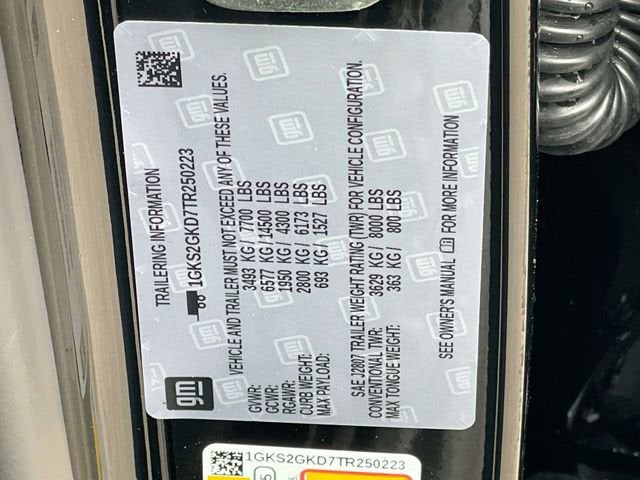 TRAILERING INFORMATION
1GKS2GKD7TR250223
gm
VEHICLE AND TRAILER MUST NOT EXCEED ANY OF THESE VALUES.
GVWR: 3493 KG / 7700 LBS
GCWR: 6577 KG / 14500 LBS
RGAWR: 1950 KG / 4300 LBS
CURB WEIGHT: 2800 KG / 6173 LBS
MAX PAYLOAD: 693 KG / 1527 LBS
SAE J2807 TRAILER WEIGHT RATING (TWR) FOR VEHICLE CONFIGURATION.
CONVENTIONAL TWR: 3629 KG / 8000 LBS
MAX TONGUE WEIGHT: 363 KG / 800 LBS
SEE OWNER'S MANUAL FOR MORE INFORMATION
1GKS2GKD7TR250223